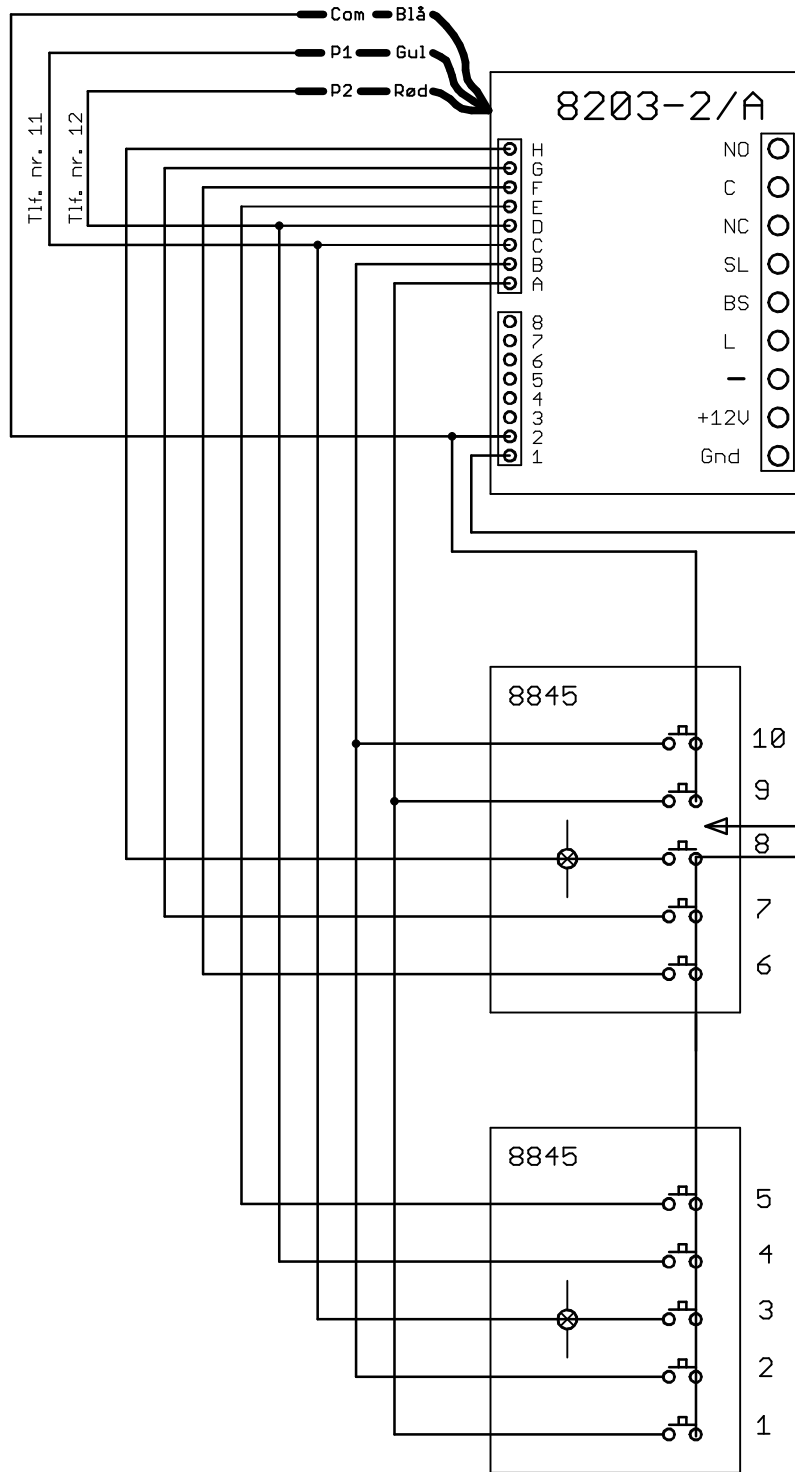 Com Blå
P1 Gul
P2 Rød
Tlf. nr. 11
Tlf. nr. 12
8203-2/A
H
G
F
E
D
C
B
A
8
7
6
5
4
3
2
1
NO
C
NC
SL
BS
L
–
+12V
Gnd
8845
10
9
8
7
6
8845
5
4
3
2
1